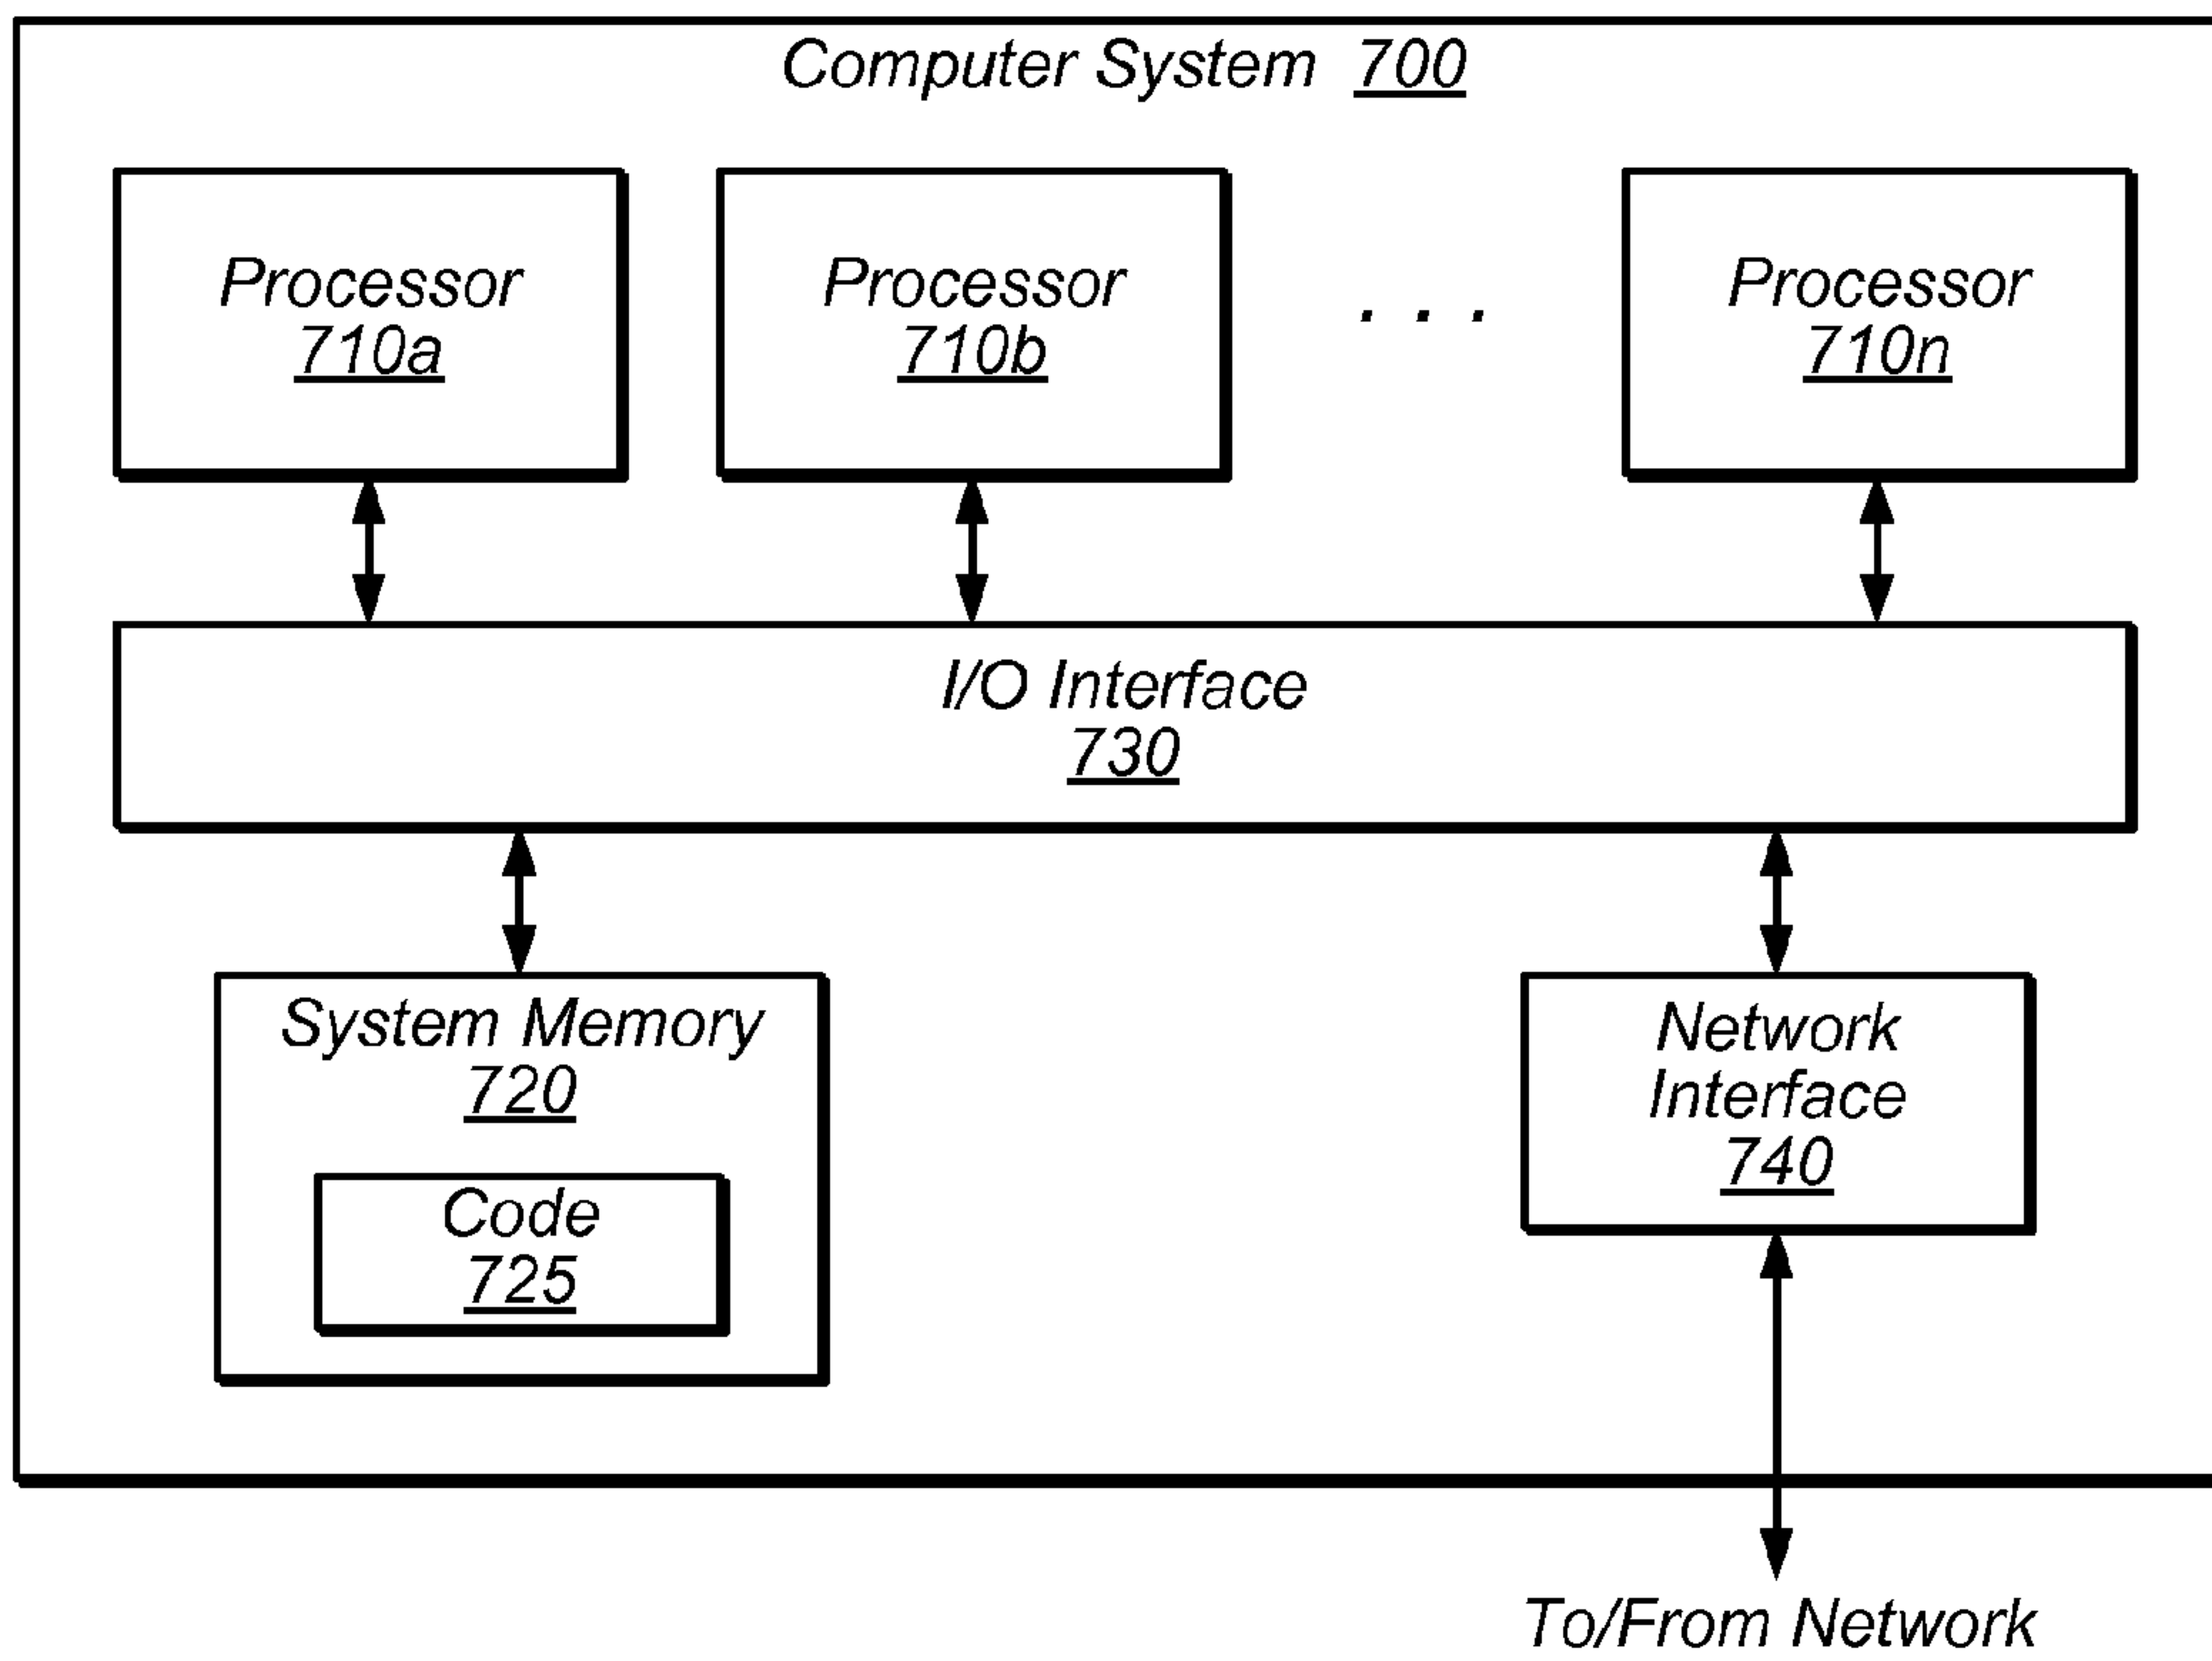 Computer System 700
Processor
710a
Processor
710b
. . .
Processor
710n
I/O Interface
730
System Memory
720
Code
725
Network
Interface
740
To/From Network